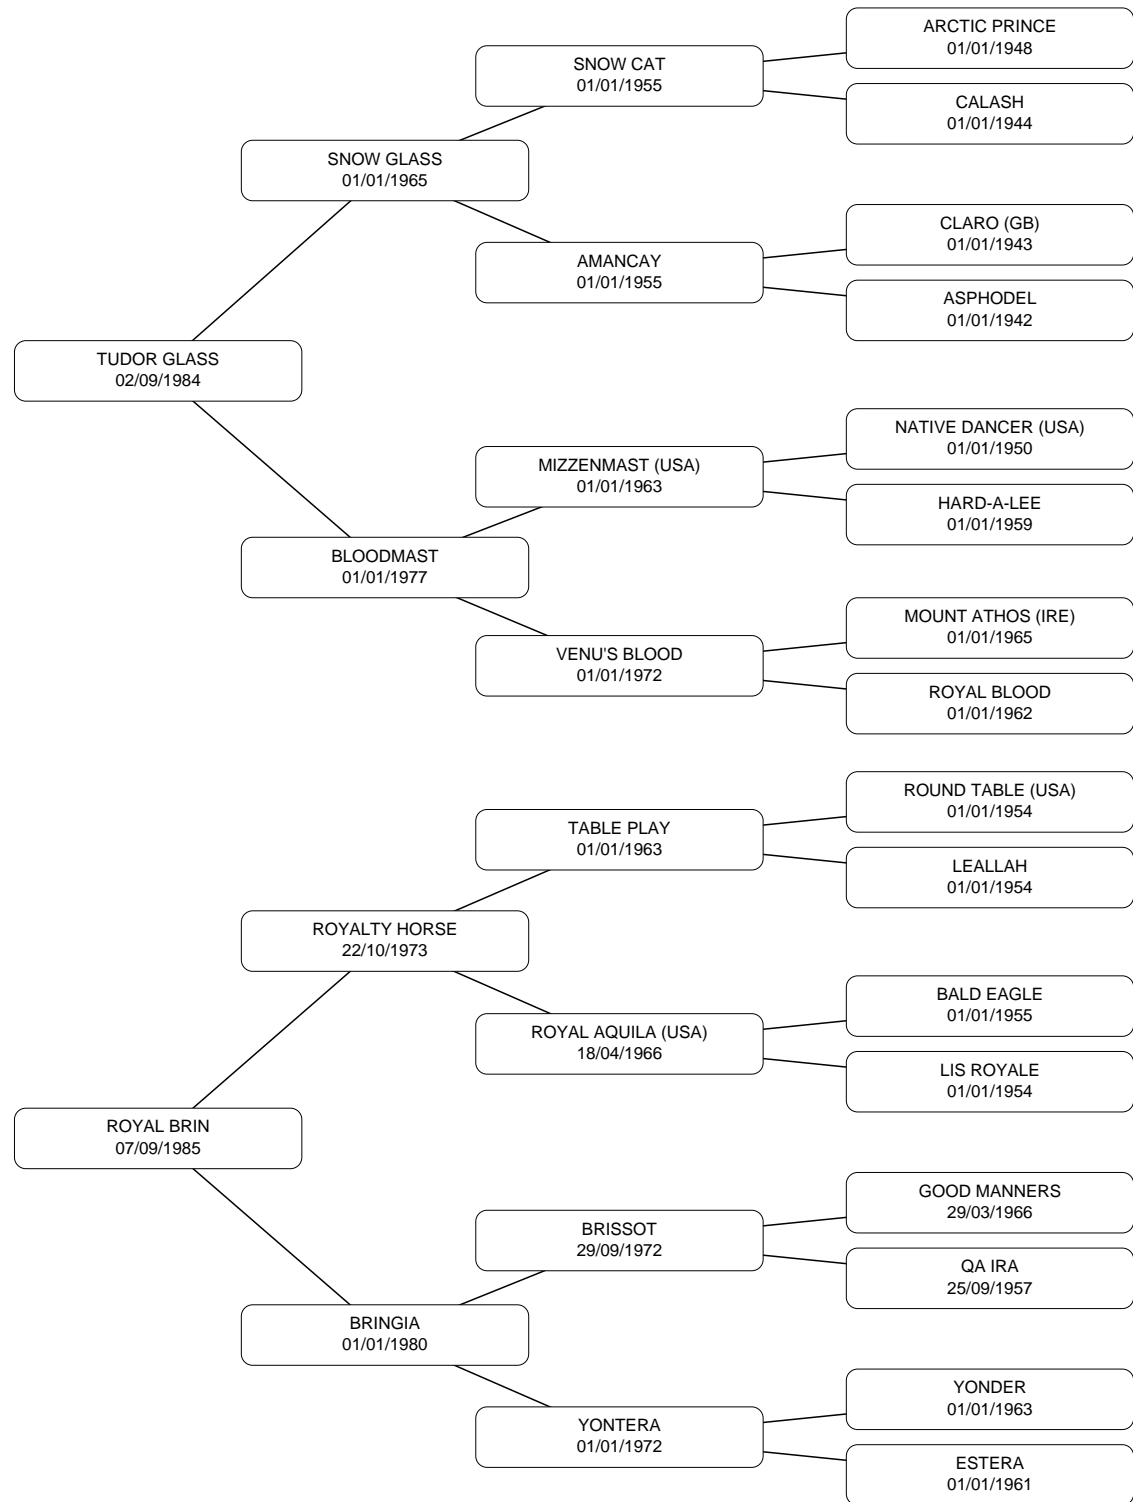 ARCTIC PRINCE
01/01/1948
SNOW CAT
01/01/1955
CALASH
01/01/1944
SNOW GLASS
01/01/1965
CLARO (GB)
01/01/1943
AMANCAY
01/01/1955
ASPHODEL
01/01/1942
TUDOR GLASS
02/09/1984
NATIVE DANCER (USA)
01/01/1950
MIZZENMAST (USA)
01/01/1963
HARD-A-LEE
01/01/1959
BLOODMAST
01/01/1977
MOUNT ATHOS (IRE)
01/01/1965
VENU'S BLOOD
01/01/1972
ROYAL BLOOD
01/01/1962
ROUND TABLE (USA)
01/01/1954
TABLE PLAY
01/01/1963
LEALLAH
01/01/1954
ROYALTY HORSE
22/10/1973
BALD EAGLE
01/01/1955
ROYAL AQUILA (USA)
18/04/1966
LIS ROYALE
01/01/1954
ROYAL BRIN
07/09/1985
GOOD MANNERS
29/03/1966
BRISSOT
29/09/1972
QA IRA
25/09/1957
BRINGIA
01/01/1980
YONDER
01/01/1963
YONTERA
01/01/1972
ESTERA
01/01/1961